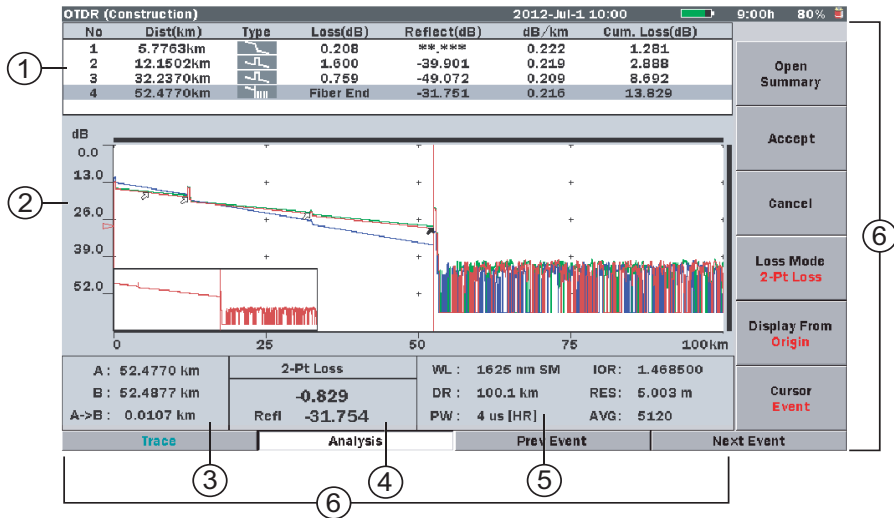 OTDR (Construction) 2012-Jul-1 10:00 9:00h 80%
No Dist(km) Type Loss(dB) Reflect(dB) dB/km Cum. Loss(dB)
1 5.7763km 0.208 **.*** 0.222 1.281
2 12.1502km 1.600 -39.901 0.219 2.888
3 32.2370km 0.759 -49.072 0.209 8.692
4 52.4770km Fiber End -31.751 0.216 13.829
1
Open
Summary
Accept
Cancel
Loss Mode
2-Pt Loss
Display From
Origin
Cursor
Event
6
dB
0.0
13.0
2
26.0
39.0
52.0
0 25 50 75 100km
A: 52.4770 km
B: 52.4877 km
A->B: 0.0107 km
2-Pt Loss
-0.829
Refl -31.754
WL: 1625 nm SM IOR: 1.468500
DR: 100.1 km RES: 5.003 m
PW: 4 us [HR] AVG: 5120
Trace Analysis Prev Event Next Event
3 4 5
6